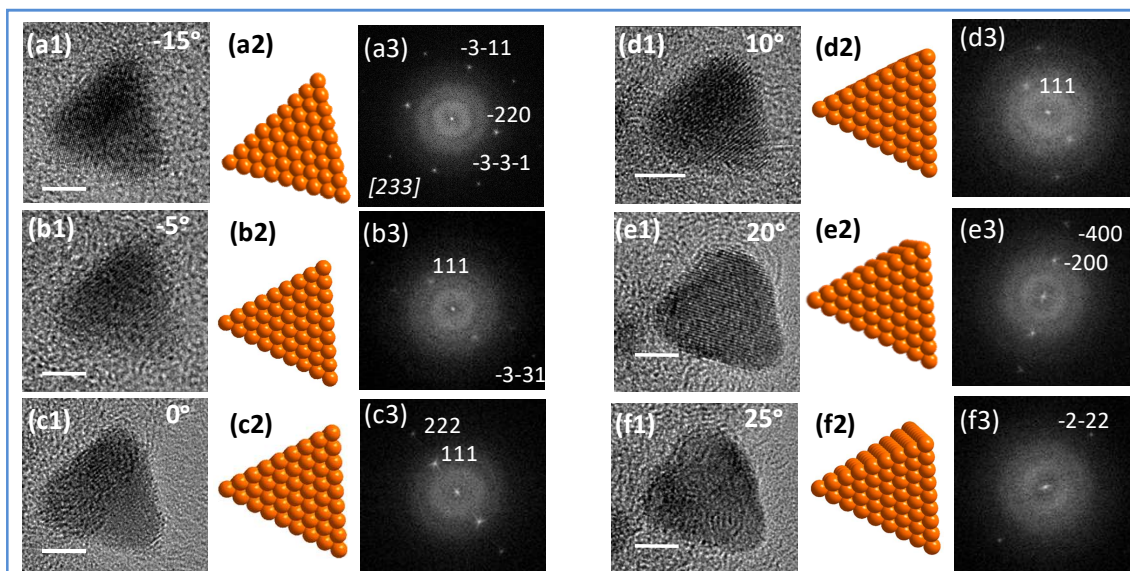 (a1) -15° (a2) (a3) -3-11
-220
-3-3-1
[233]
(d1) 10° (d2) (d3)
111
(b1) -5° (b2) (b3)
111
-3-31
(e1) 20° (e2) (e3) -400
-200
(c1) 0° (c2) (c3)
222
111
(f1) 25° (f2) (f3) -2-22